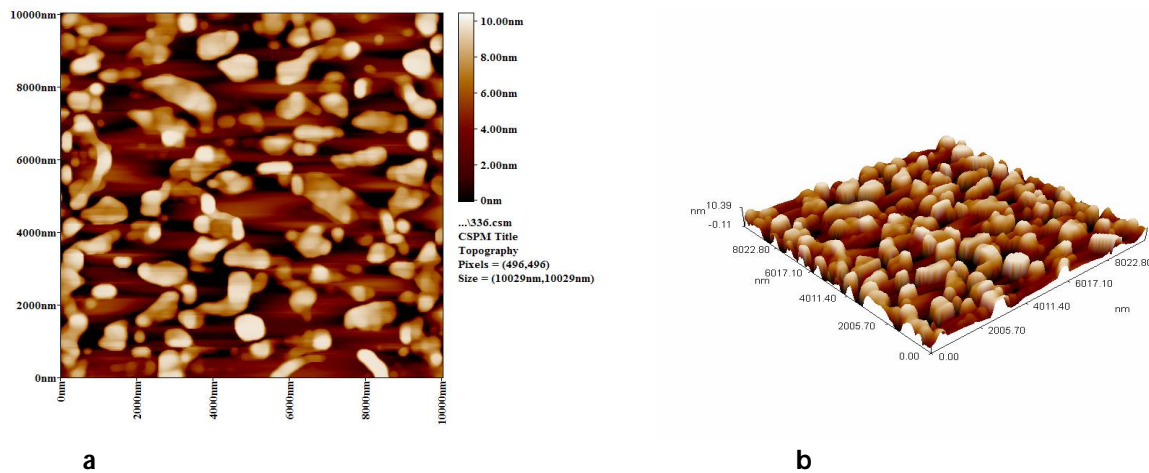 10000nm
8000nm
6000nm
4000nm
2000nm
0nm
0nm
2000nm
4000nm
6000nm
8000nm
10000nm
10.00nm
8.00nm
6.00nm
4.00nm
2.00nm
0nm
...\336.csm
CSPM Title
Topography
Pixels = (496,496)
Size = (10029nm,10029nm)
a
nm
10.39
-0.11
8022.80
6017.10
nm
4011.40
2005.70
0.00
0.00
2005.70
4011.40
6017.10
nm
8022.80
b